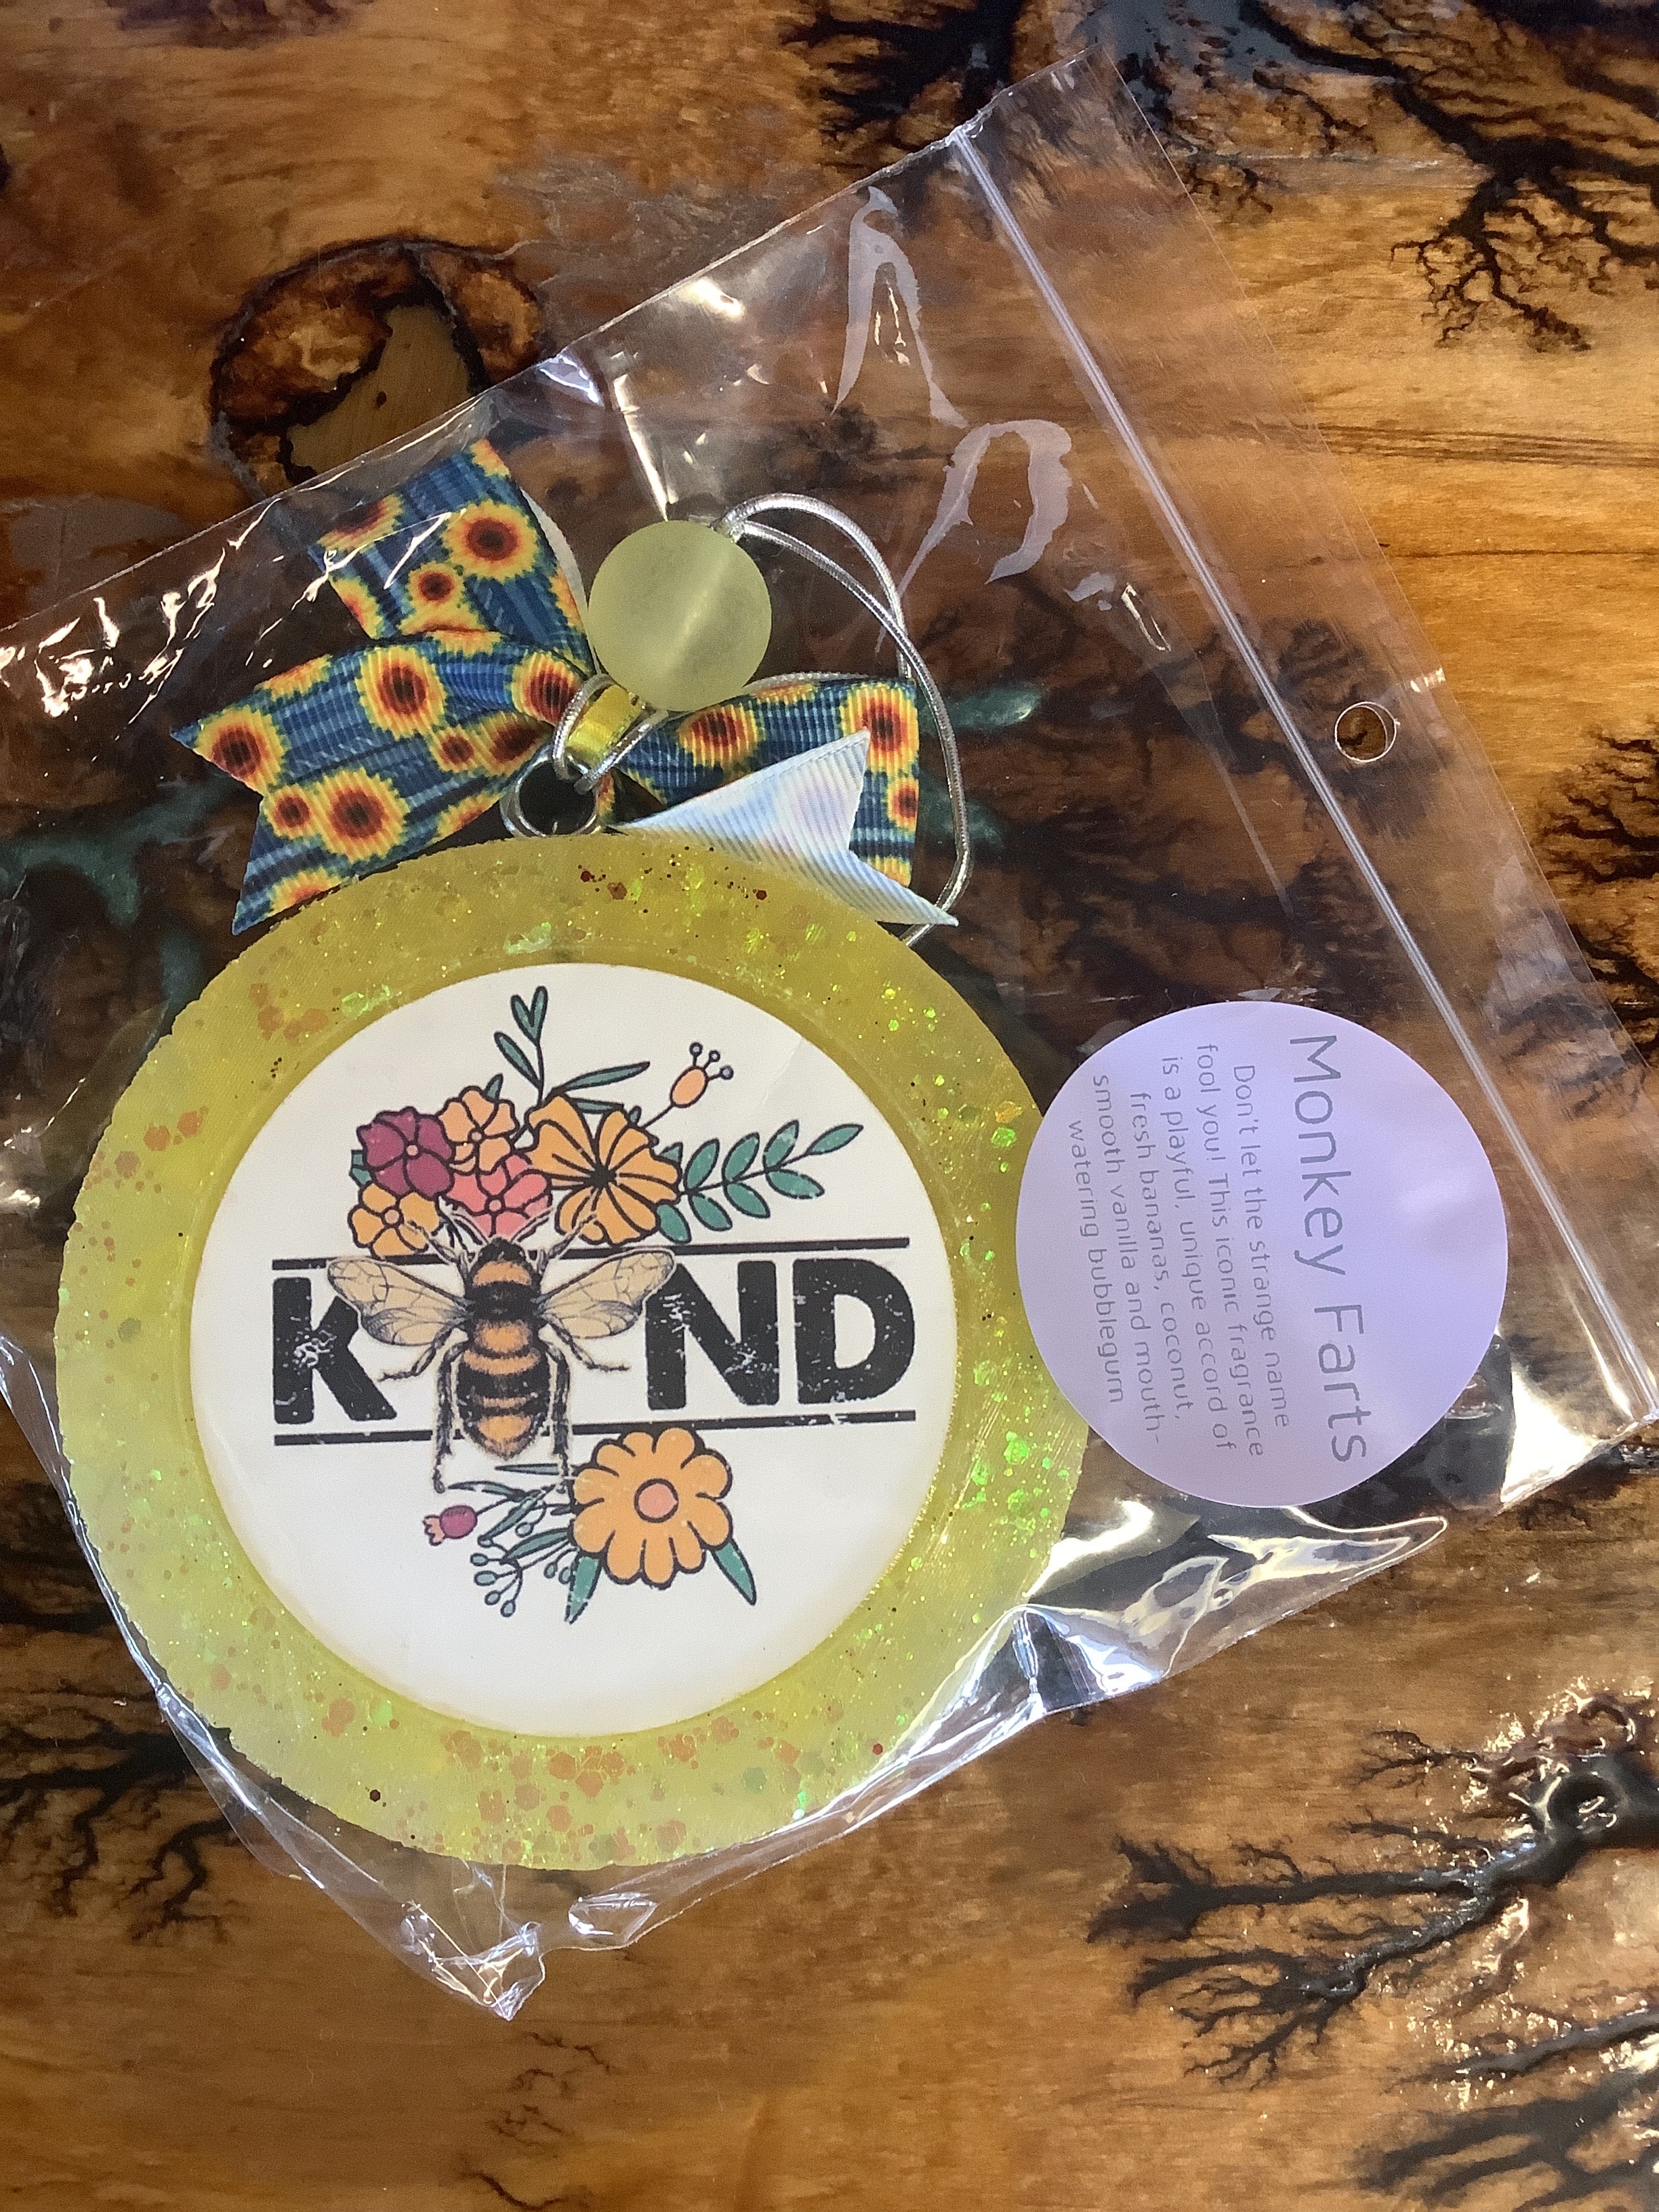 K ND
Monkey Farts
Don't let the strange name
fool you! This iconic fragrance
is a playful, unique accord of
fresh bananas, coconut,
smooth vanilla and mouth-
watering bubblegum